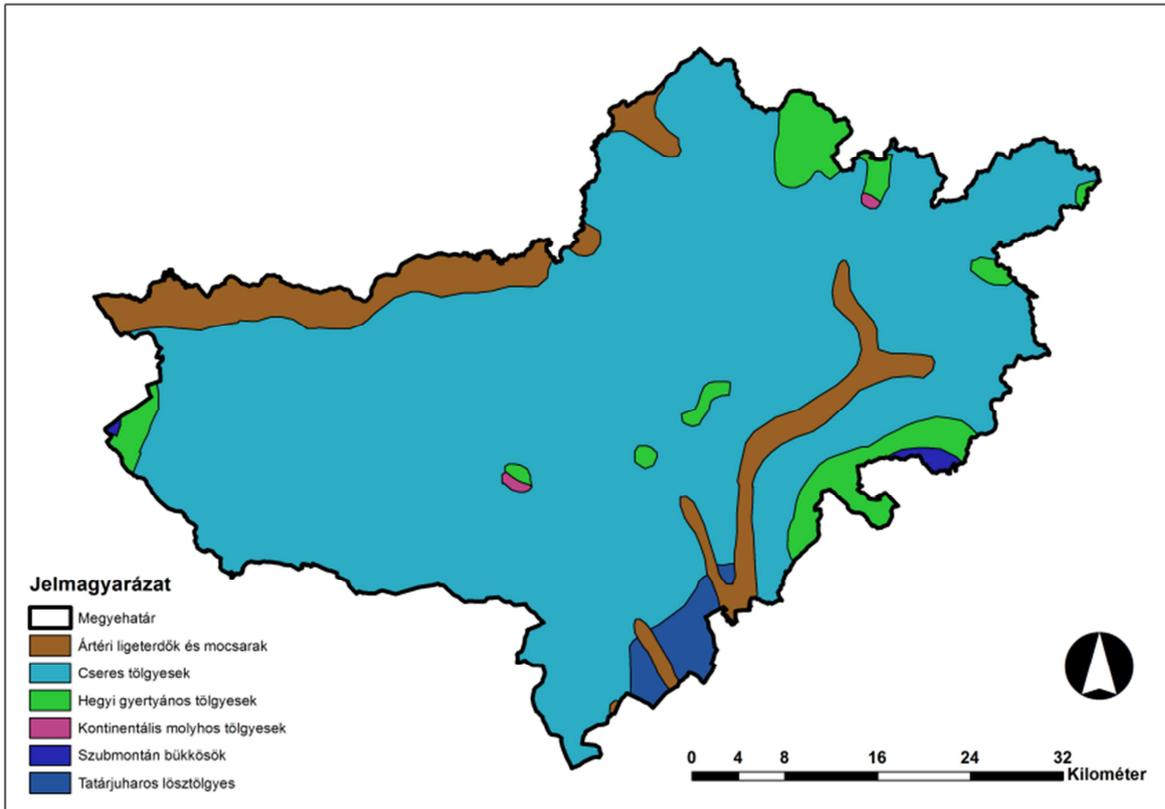 Jelmagyarázat
Megyehatár
Ártéri ligeterdők és mocsarak
Cseres tölgyesek
Hegyi gyertyános tölgyesek
Kontinentális molyhos tölgyesek
Szubmontán bükkösök
Tatárjuharos lösztölgyes
0 4 8 16 24 32
Kilométer